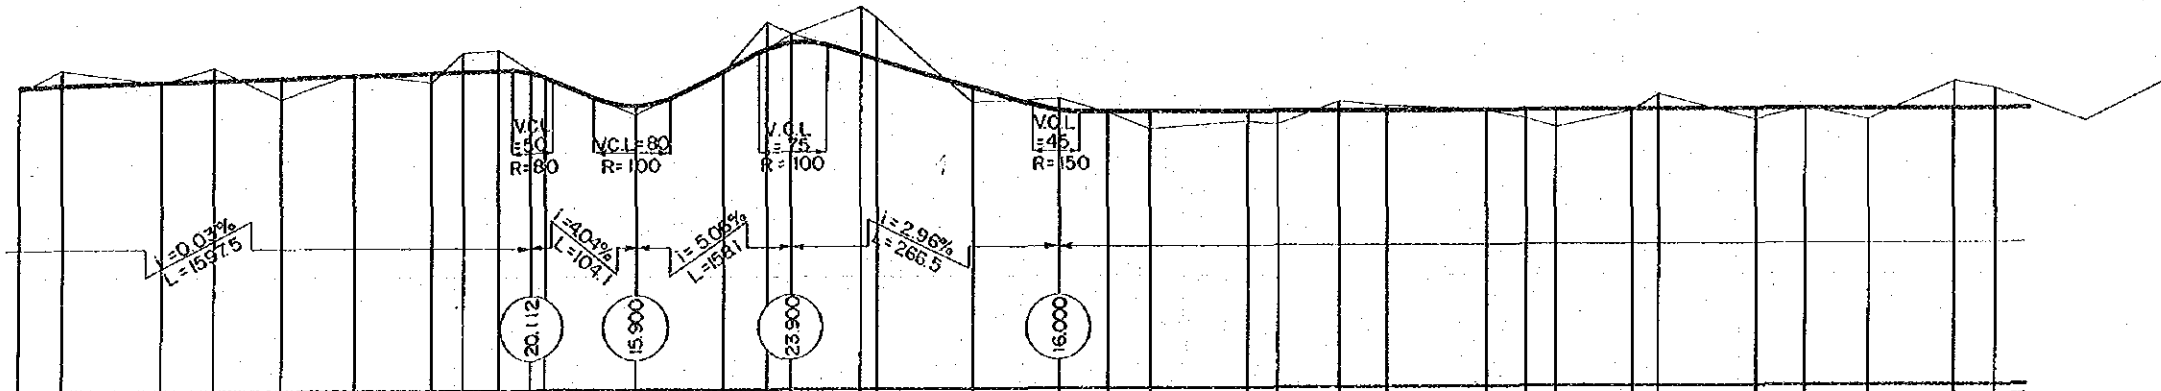 V.C.L
=50
R=80
V.C.L=80
R=100
V.C.L
=75
R=100
V.C.L
=45
R=150
i=0.03%
L=1597.5
i=4.04%
L=104.1
i=5.06%
L=158.1
i=2.96%
L=266.5
20.112
15.900
23.900
16.000